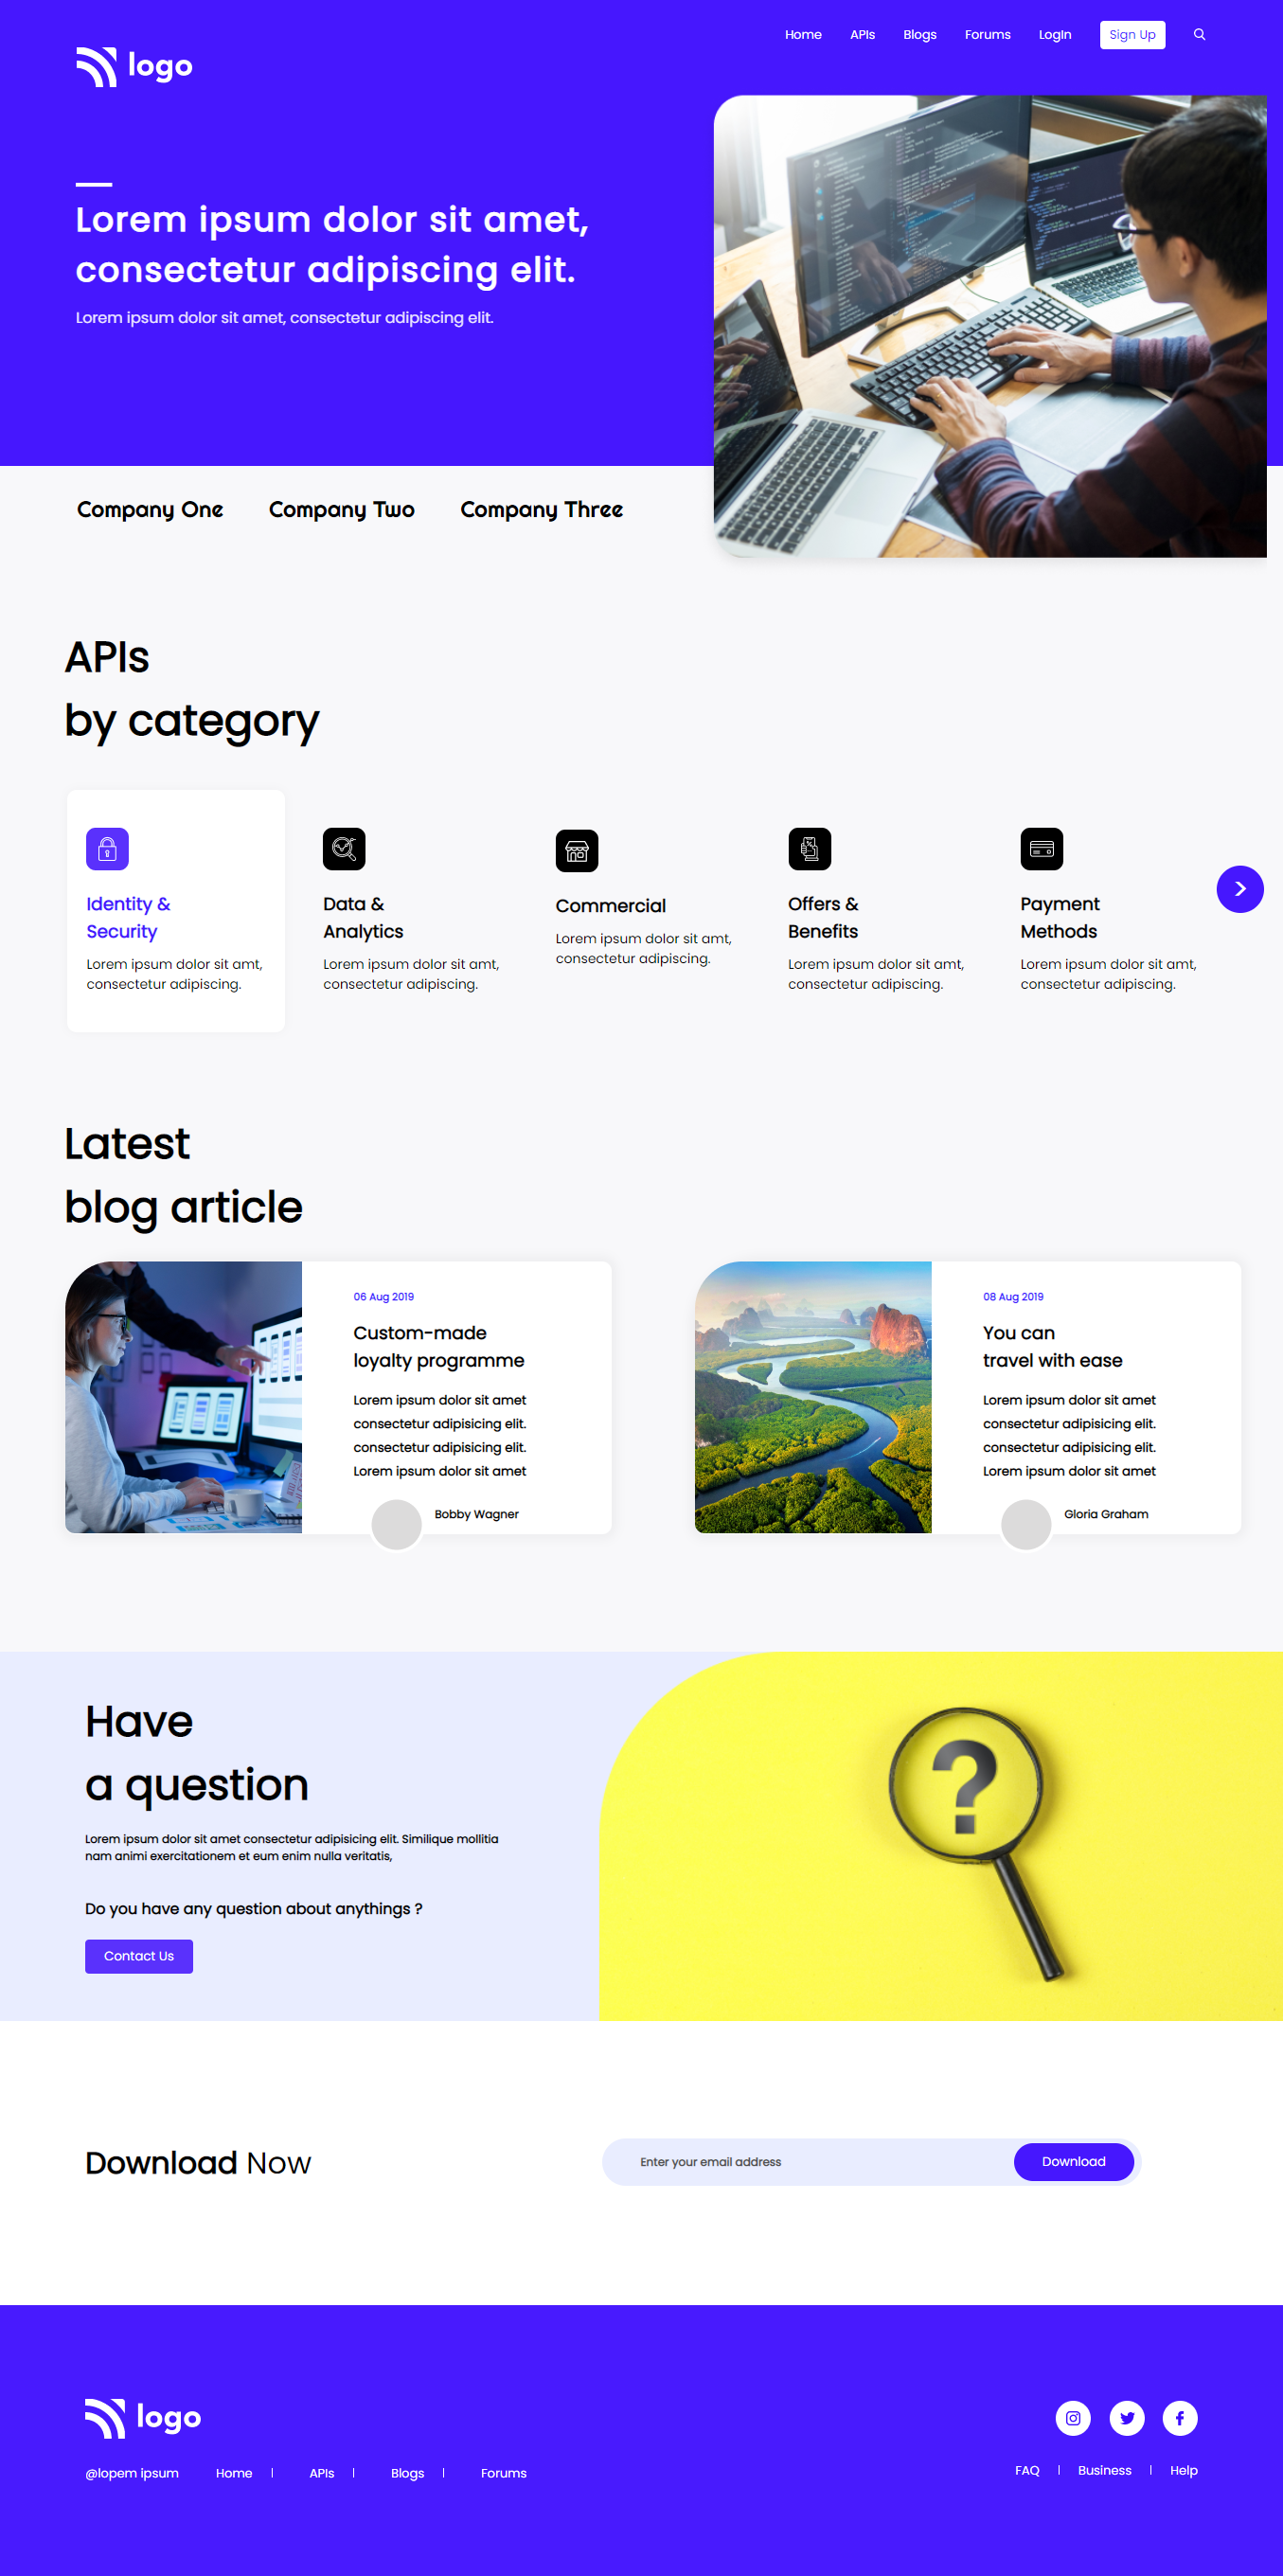 Home APIs Blogs Forums LogIn Sign Up
logo
Lorem ipsum dolor sit amet,
consectetur adipiscing elit.
Lorem ipsum dolor sit amet, consectetur adipiscing elit.
Company One Company Two Company Three
APIs
by category
Identity &
Security
Lorem ipsum dolor sit amt,
consectetur adipiscing.
Data &
Analytics
Lorem ipsum dolor sit amt,
consectetur adipiscing.
Commercial
Lorem ipsum dolor sit amt,
consectetur adipiscing.
Offers &
Benefits
Lorem ipsum dolor sit amt,
consectetur adipiscing.
Payment
Methods
Lorem ipsum dolor sit amt,
consectetur adipiscing.
>
Latest
blog article
06 Aug 2019
Custom-made
loyalty programme
Lorem ipsum dolor sit amet
consectetur adipisicing elit.
consectetur adipisicing elit.
Lorem ipsum dolor sit amet
Bobby Wagner
08 Aug 2019
You can
travel with ease
Lorem ipsum dolor sit amet
consectetur adipisicing elit.
consectetur adipisicing elit.
Lorem ipsum dolor sit amet
Gloria Graham
Have
a question
Lorem ipsum dolor sit amet consectetur adipisicing elit. Similique mollitia
nam animi exercitationem et eum enim nulla veritatis,
Do you have any question about anythings ?
Contact Us
?
Download Now
Enter your email address
Download
logo
@lopem ipsum Home | APIs | Blogs | Forums
FAQ | Business | Help